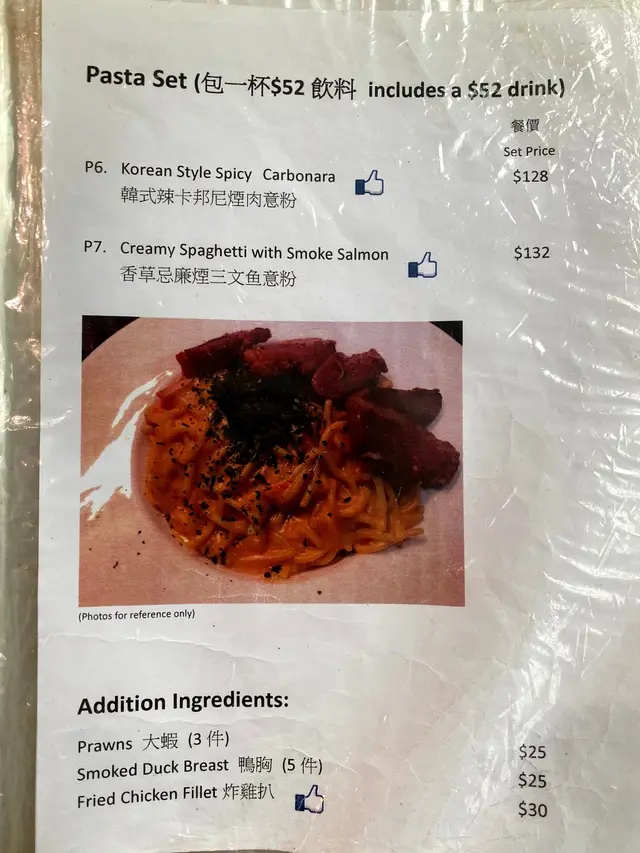 Pasta Set (包一杯$52 飲料 includes a $52 drink)
餐價
Set Price
P6. Korean Style Spicy Carbonara $128
韓式辣卡邦尼煙肉意粉
P7. Creamy Spaghetti with Smoke Salmon $132
香草忌廉煙三文鱼意粉
(Photos for reference only)
Addition Ingredients:
Prawns 大蝦 (3 件) $25
Smoked Duck Breast 鴨胸 (5 件) $25
Fried Chicken Fillet 炸雞扒 $30